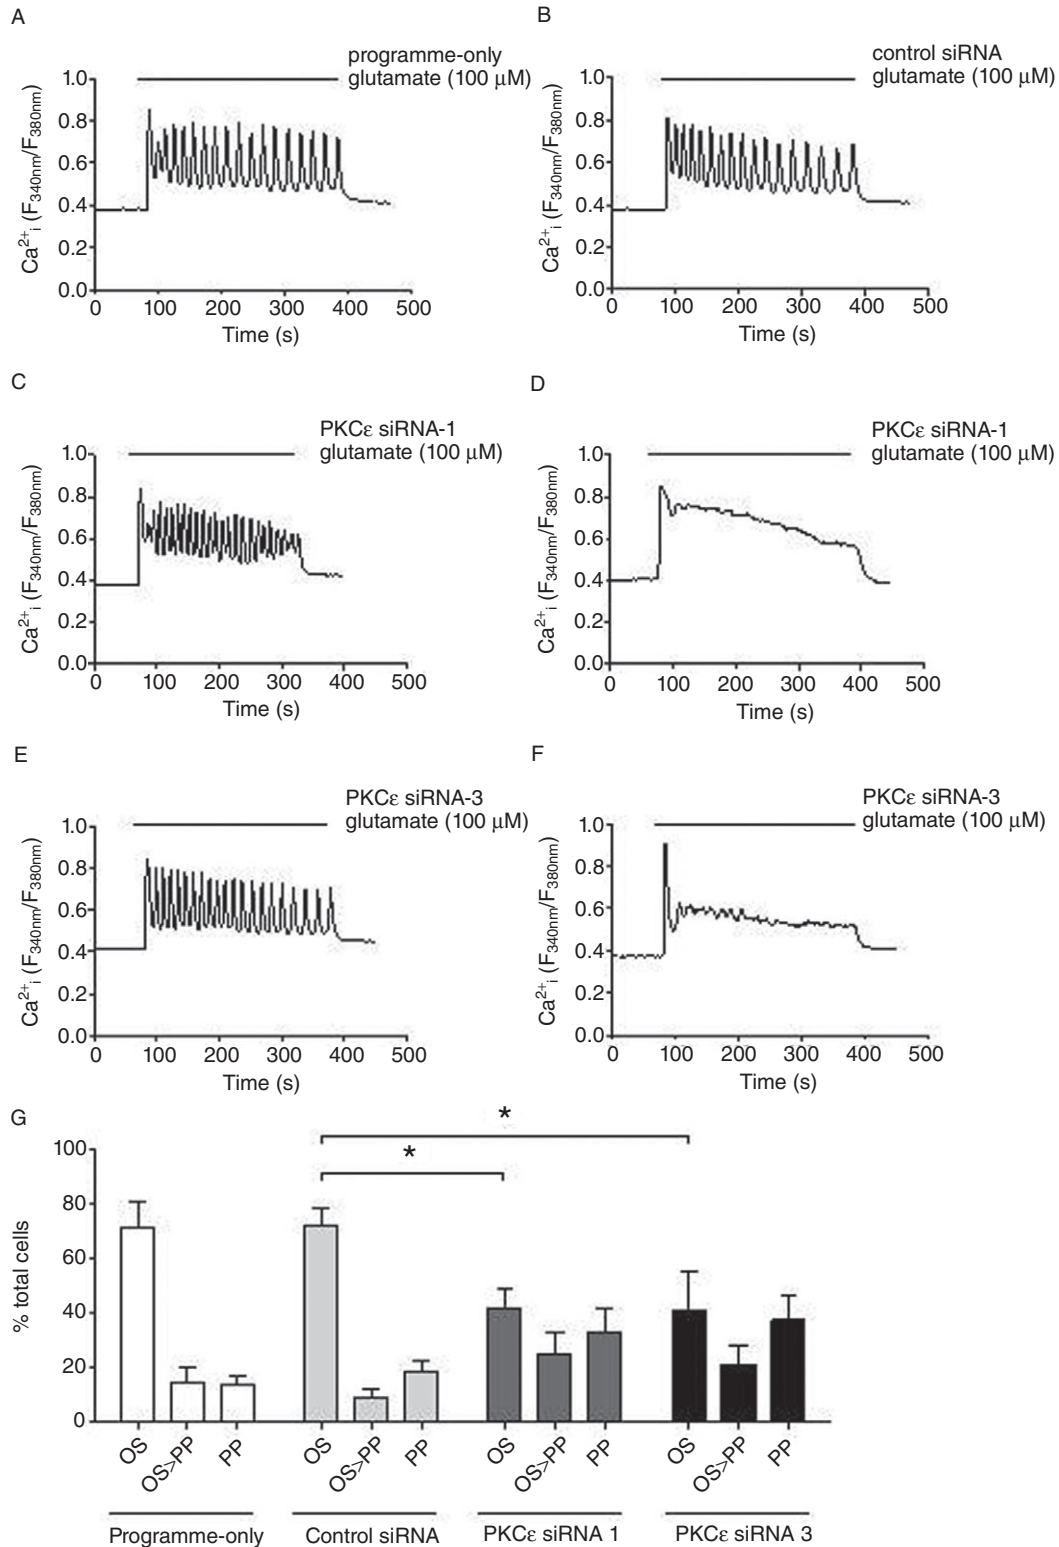 A
programme-only
glutamate (100 µM)
1.0
0.8
0.6
0.4
0.2
0.0
Ca2+i (F340nm/F380nm)
0 100 200 300 400 500
Time (s)
B
control siRNA
glutamate (100 µM)
1.0
0.8
0.6
0.4
0.2
0.0
Ca2+i (F340nm/F380nm)
0 100 200 300 400 500
Time (s)
C
PKCε siRNA-1
glutamate (100 µM)
1.0
0.8
0.6
0.4
0.2
0.0
Ca2+i (F340nm/F380nm)
0 100 200 300 400 500
Time (s)
D
PKCε siRNA-1
glutamate (100 µM)
1.0
0.8
0.6
0.4
0.2
0.0
Ca2+i (F340nm/F380nm)
0 100 200 300 400 500
Time (s)
E
PKCε siRNA-3
glutamate (100 µM)
1.0
0.8
0.6
0.4
0.2
0.0
Ca2+i (F340nm/F380nm)
0 100 200 300 400 500
Time (s)
F
PKCε siRNA-3
glutamate (100 µM)
1.0
0.8
0.6
0.4
0.2
0.0
Ca2+i (F340nm/F380nm)
0 100 200 300 400 500
Time (s)
G
*
*
100
80
60
40
20
0
% total cells
OS OS>PP PP OS OS>PP PP OS OS>PP PP OS OS>PP PP
Programme-only Control siRNA PKCε siRNA 1 PKCε siRNA 3